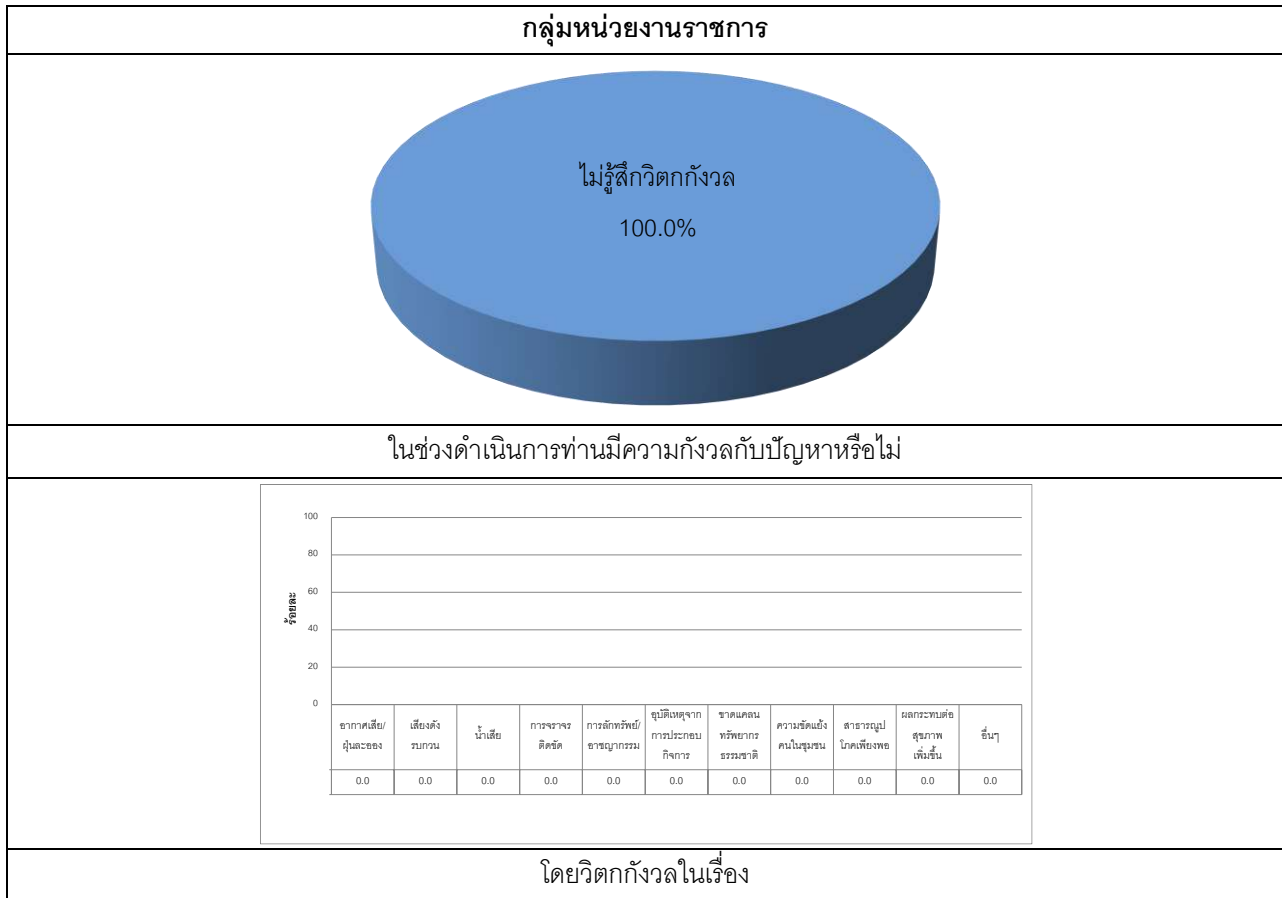 กลุ่มหน่วยงานราชการ
ไม่รู้สึกวิตกกังวล
100.0%
ในช่วงดำเนินการท่านมีความกังวลกับปัญหาหรือไม่
ร้อยละ
100
80
60
40
20
0
อากาศเสีย/
ฝุ่นละออง
เสียงดัง
รบกวน
น้ำเสีย
การจราจร
ติดขัด
การลักทรัพย์/
อาชญากรรม
อุบัติเหตุจาก
การประกอบ
กิจการ
ขาดแคลน
ทรัพยากร
ธรรมชาติ
ความขัดแย้ง
คนในชุมชน
สาธารณูป
โภคเพียงพอ
ผลกระทบต่อ
สุขภาพ
เพิ่มขึ้น
อื่นๆ
0.0 0.0 0.0 0.0 0.0 0.0 0.0 0.0 0.0 0.0 0.0
โดยวิตกกังวลในเรื่อง